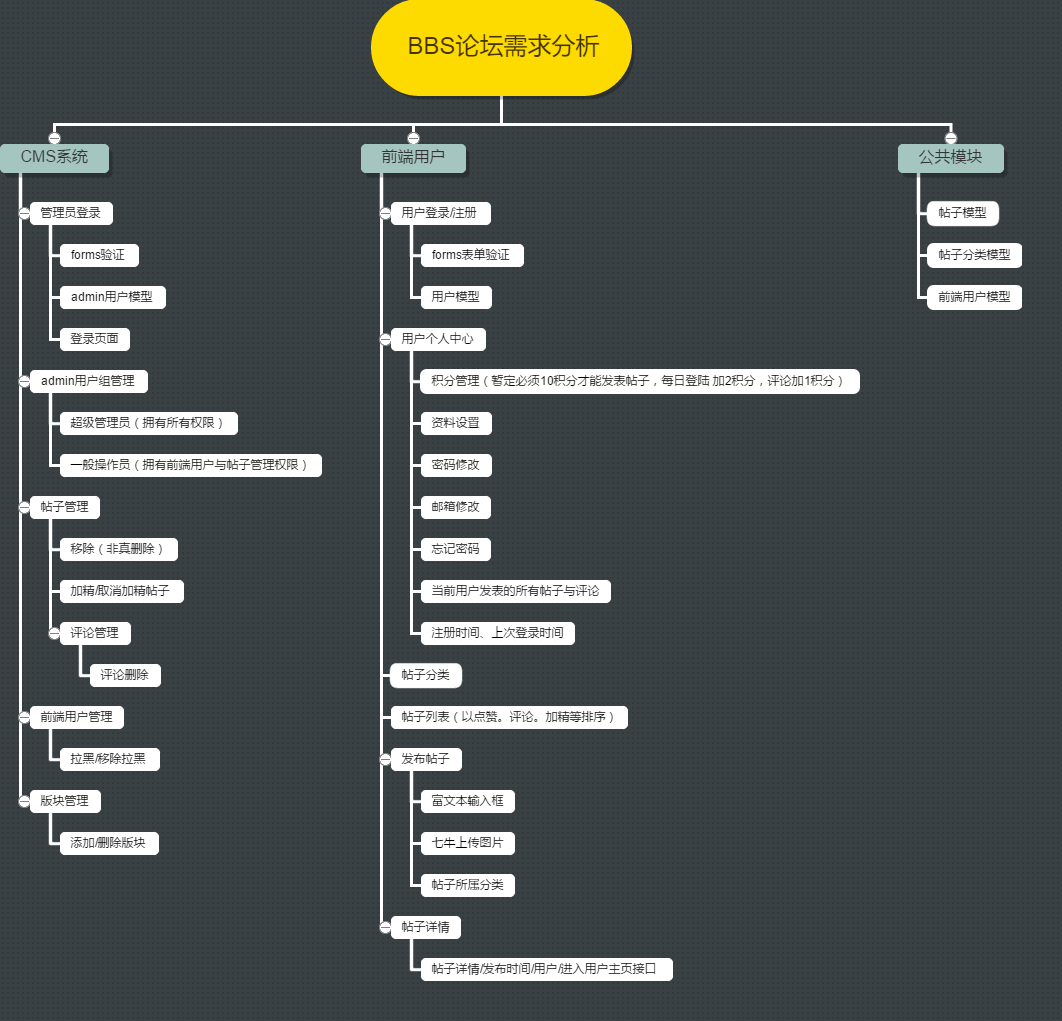 BBS论坛需求分析
CMS系统
管理员登录
forms验证
admin用户模型
登录页面
admin用户组管理
超级管理员（拥有所有权限）
一般操作员（拥有前端用户与帖子管理权限）
帖子管理
移除（非真删除）
加精/取消加精帖子
评论管理
评论删除
前端用户管理
拉黑/移除拉黑
版块管理
添加/删除版块
前端用户
用户登录/注册
forms表单验证
用户模型
用户个人中心
积分管理（暂定必须10积分才能发表帖子，每日登陆 加2积分，评论加1积分）
资料设置
密码修改
邮箱修改
忘记密码
当前用户发表的所有帖子与评论
注册时间、上次登录时间
帖子分类
帖子列表（以点赞。评论。加精等排序）
发布帖子
富文本输入框
七牛上传图片
帖子所属分类
帖子详情
帖子详情/发布时间/用户/进入用户主页接口
公共模块
帖子模型
帖子分类模型
前端用户模型